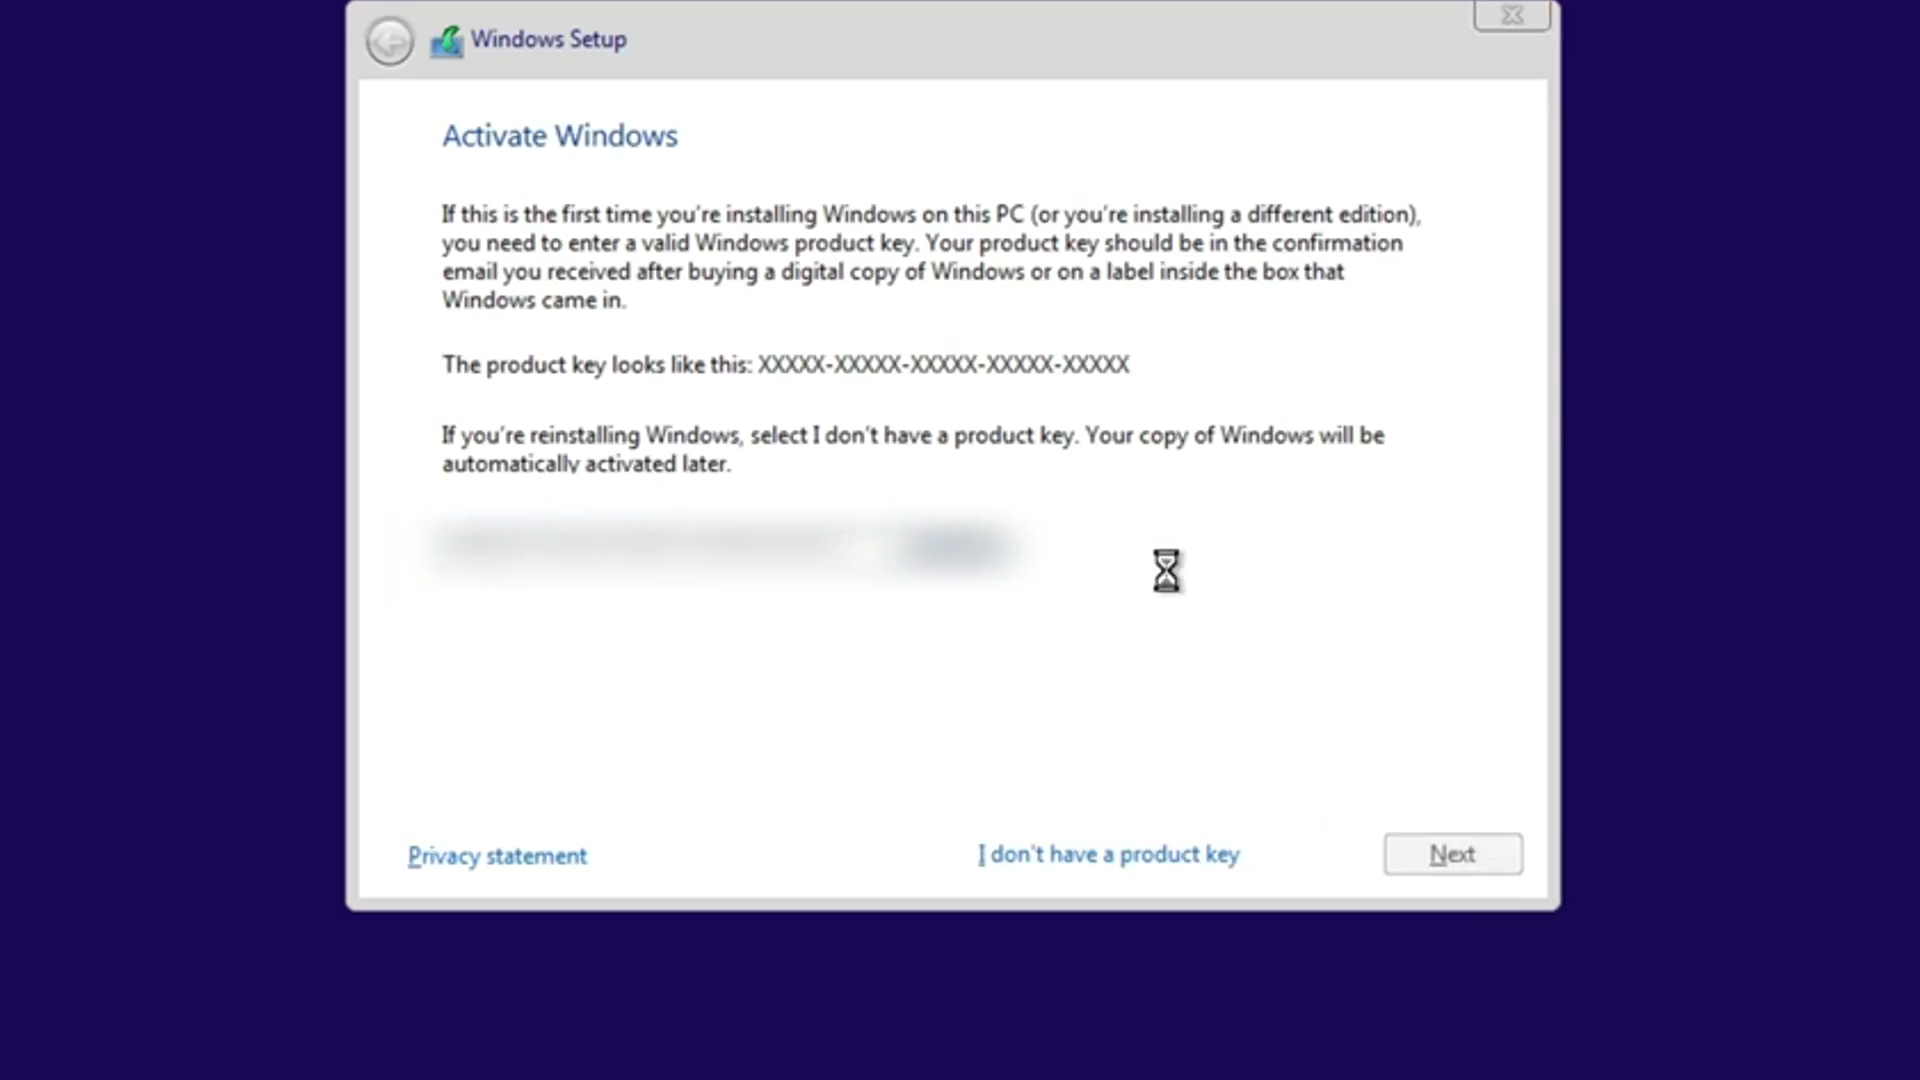 Windows Setup
Activate Windows
If this is the first time you're installing Windows on this PC (or you're installing a different edition),
you need to enter a valid Windows product key. Your product key should be in the confirmation
email you received after buying a digital copy of Windows or on a label inside the box that
Windows came in.
The product key looks like this: XXXXX-XXXXX-XXXXX-XXXXX-XXXXX
If you're reinstalling Windows, select I don't have a product key. Your copy of Windows will be
automatically activated later.
Privacy statement
I don't have a product key
Next